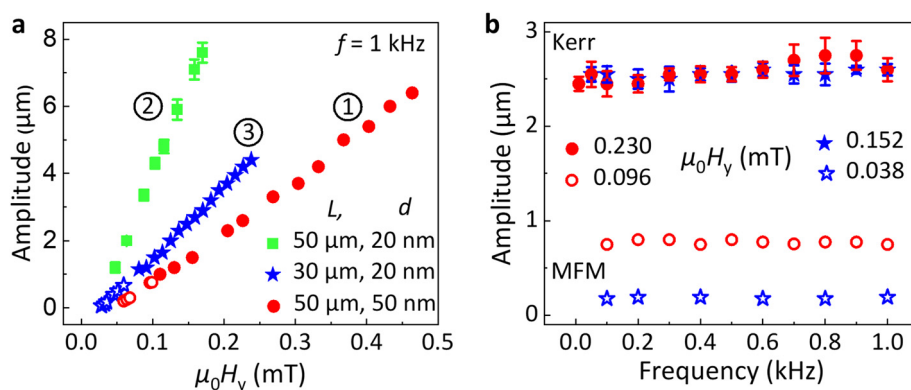 a
f = 1 kHz
8
6
4
2
0
Amplitude (μm)
②
③
①
L, d
50 μm, 20 nm
30 μm, 20 nm
50 μm, 50 nm
0.0 0.1 0.2 0.3 0.4 0.5
μ₀Hy (mT)
b
Kerr
3
2
1
0
Amplitude (μm)
0.230
0.096
μ₀Hy (mT)
0.152
0.038
MFM
0.0 0.2 0.4 0.6 0.8 1.0
Frequency (kHz)